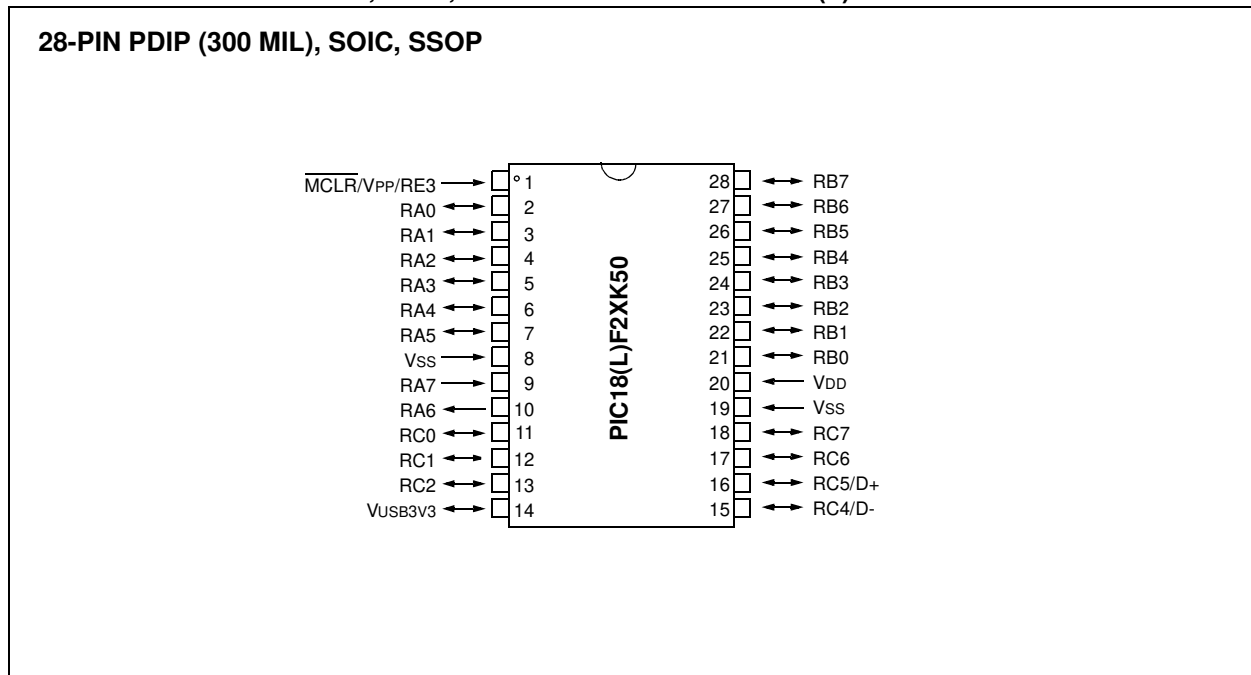 28-PIN PDIP (300 MIL), SOIC, SSOP
MCLR/VPP/RE3 1 28 RB7
RA0 2 27 RB6
RA1 3 26 RB5
RA2 4 25 RB4
RA3 5 24 RB3
RA4 6 23 RB2
RA5 7 22 RB1
VSS 8 21 RB0
RA7 9 20 VDD
RA6 10 19 VSS
RC0 11 18 RC7
RC1 12 17 RC6
RC2 13 16 RC5/D+
VUSB3V3 14 15 RC4/D-
PIC18(L)F2XK50